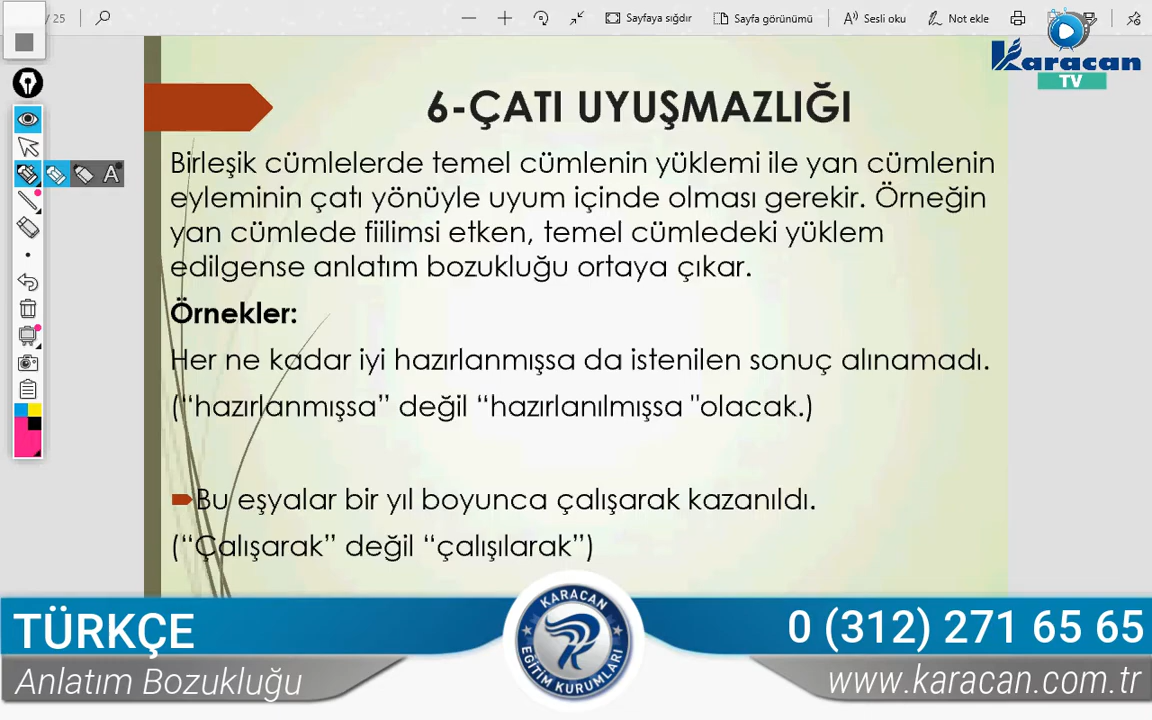 / 25
Sayfaya sığdır
Sayfa görünümü
Sesli oku
Not ekle
Karacan
TV
6-ÇATI UYUŞMAZLIĞI
Birleşik cümlelerde temel cümlenin yüklemi ile yan cümlenin
eyleminin çatı yönüyle uyum içinde olması gerekir. Örneğin
yan cümlede fiilimsi etken, temel cümledeki yüklem
edilgense anlatım bozukluğu ortaya çıkar.
Örnekler:
Her ne kadar iyi hazırlanmışsa da istenilen sonuç alınamadı.
(“hazırlanmışsa” değil “hazırlanılmışsa "olacak.)
Bu eşyalar bir yıl boyunca çalışarak kazanıldı.
(“Çalışarak” değil “çalışılarak”)
TÜRKÇE
Anlatım Bozukluğu
KARACAN
EĞİTİM KURUMLARI
0 (312) 271 65 65
www.karacan.com.tr